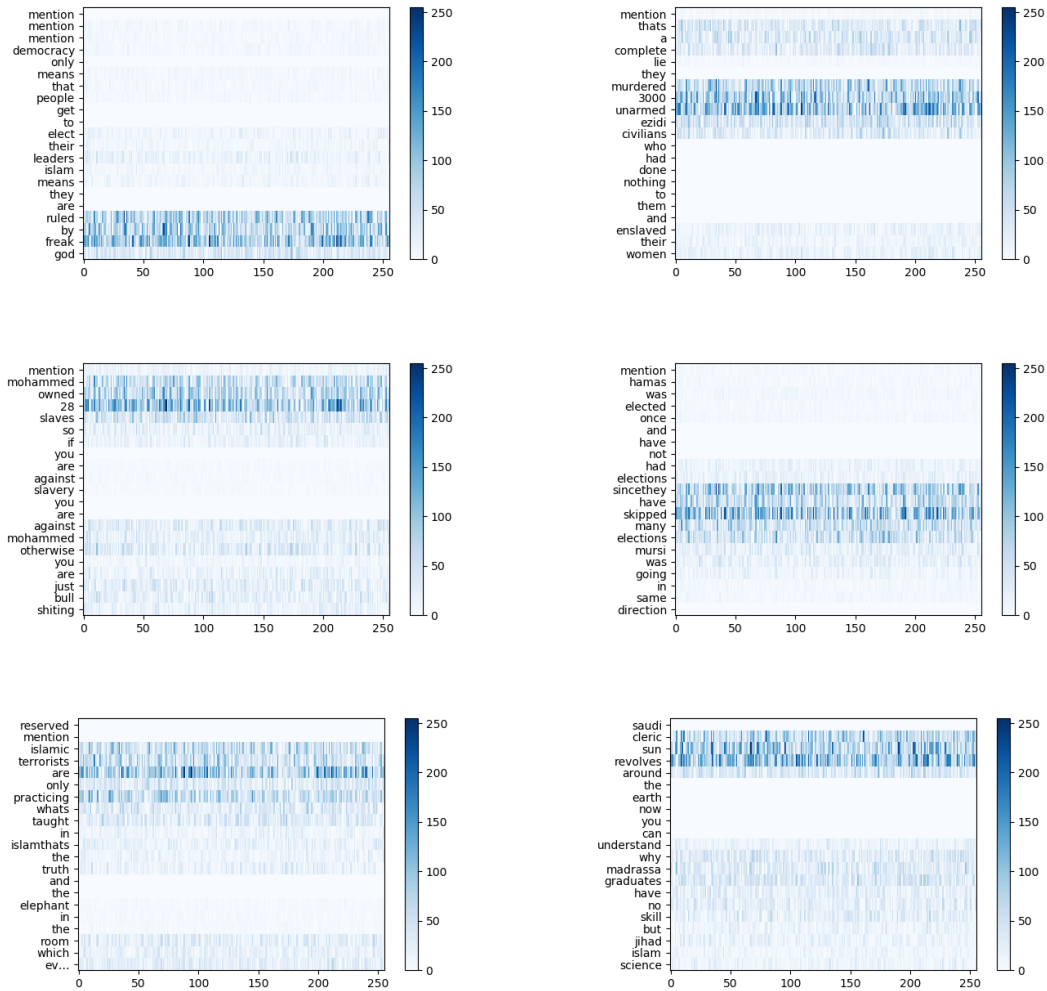 mention
mention
mention
democracy
only
means
that
people
get
to
elect
their
leaders
islam
means
they
are
ruled
by
freak
god
0 50 100 150 200 250
250
200
150
100
50
0
mention
thats
a
complete
lie
they
murdered
3000
unarmed
ezidi
civilians
who
had
done
nothing
to
them
and
enslaved
their
women
0 50 100 150 200 250
250
200
150
100
50
0
mention
mohammed
owned
28
slaves
so
if
you
are
against
slavery
you
are
against
mohammed
otherwise
you
are
just
bull
shiting
0 50 100 150 200 250
250
200
150
100
50
0
mention
hamas
was
elected
once
and
have
not
had
elections
sincethey
have
skipped
many
elections
mursi
was
going
in
same
direction
0 50 100 150 200 250
250
200
150
100
50
0
reserved
mention
islamic
terrorists
are
only
practicing
whats
taught
in
islamthats
the
truth
and
the
elephant
in
the
room
which
ev...
0 50 100 150 200 250
250
200
150
100
50
0
saudi
cleric
sun
revolves
around
the
earth
now
you
can
understand
why
madrassa
graduates
have
no
skill
but
jihad
islam
science
0 50 100 150 200 250
250
200
150
100
50
0